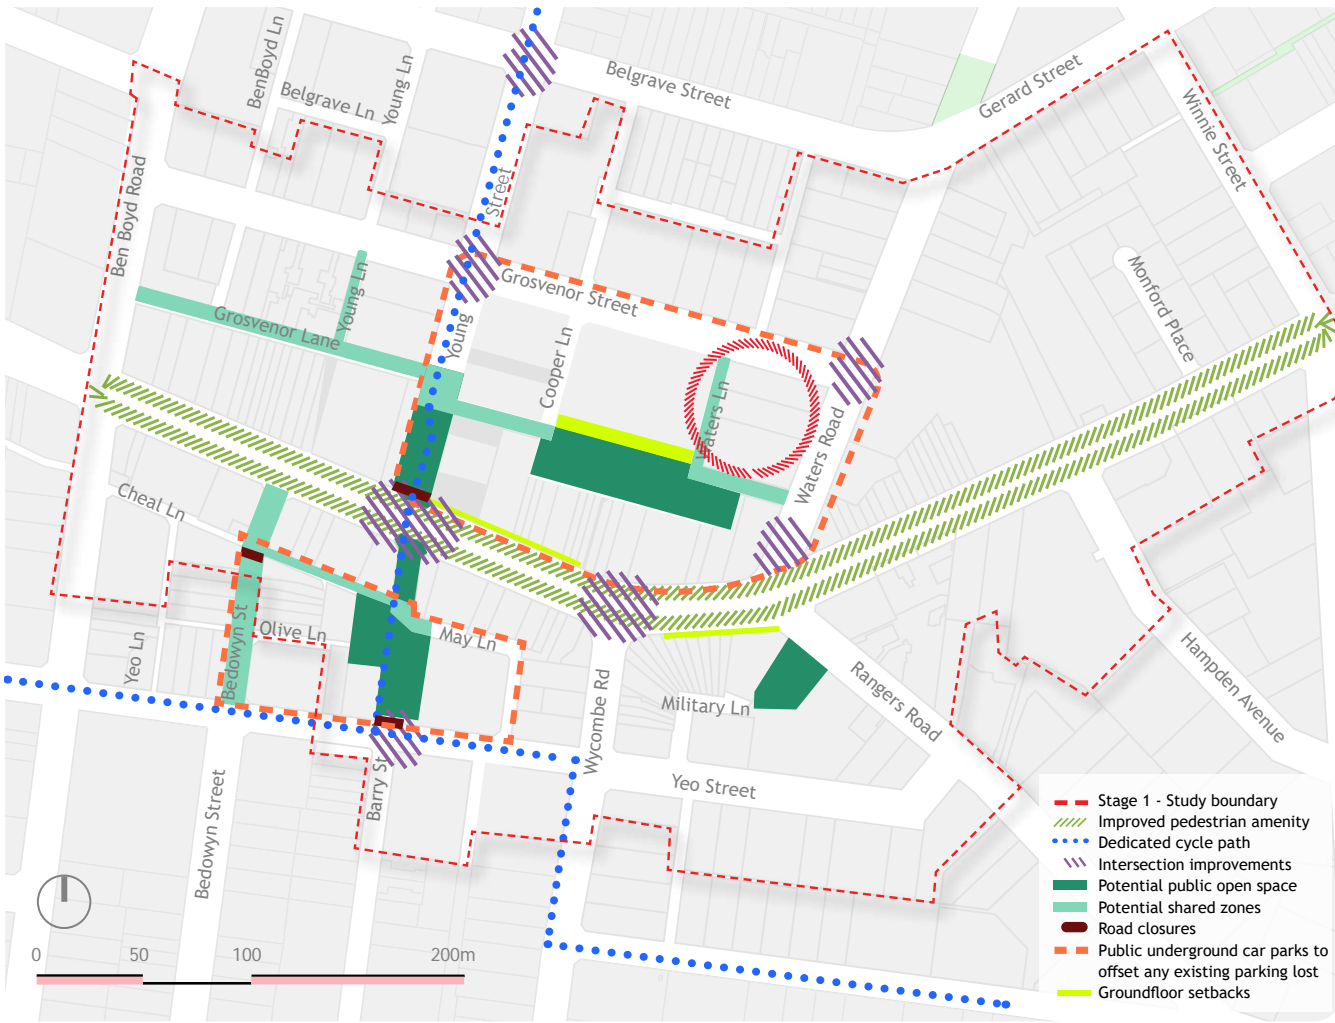 BenBoyd Ln
Belgrave Ln
Young Ln
Belgrave Street
Gerard Street
Winnie Street
Ben Boyd Road
Street
Young Ln
Grosvenor Lane
Grosvenor Street
Young
Cooper Ln
Waters Ln
Waters Road
Monford Place
Cheal Ln
Bedowyn St
Olive Ln
Yeo Ln
May Ln
Military Ln
Rangers Road
Hampden Avenue
Wycombe Rd
Yeo Street
Barry St
Bedowyn Street
0 50 100 200m
Stage 1 - Study boundary
Improved pedestrian amenity
Dedicated cycle path
Intersection improvements
Potential public open space
Potential shared zones
Road closures
Public underground car parks to
offset any existing parking lost
Groundfloor setbacks